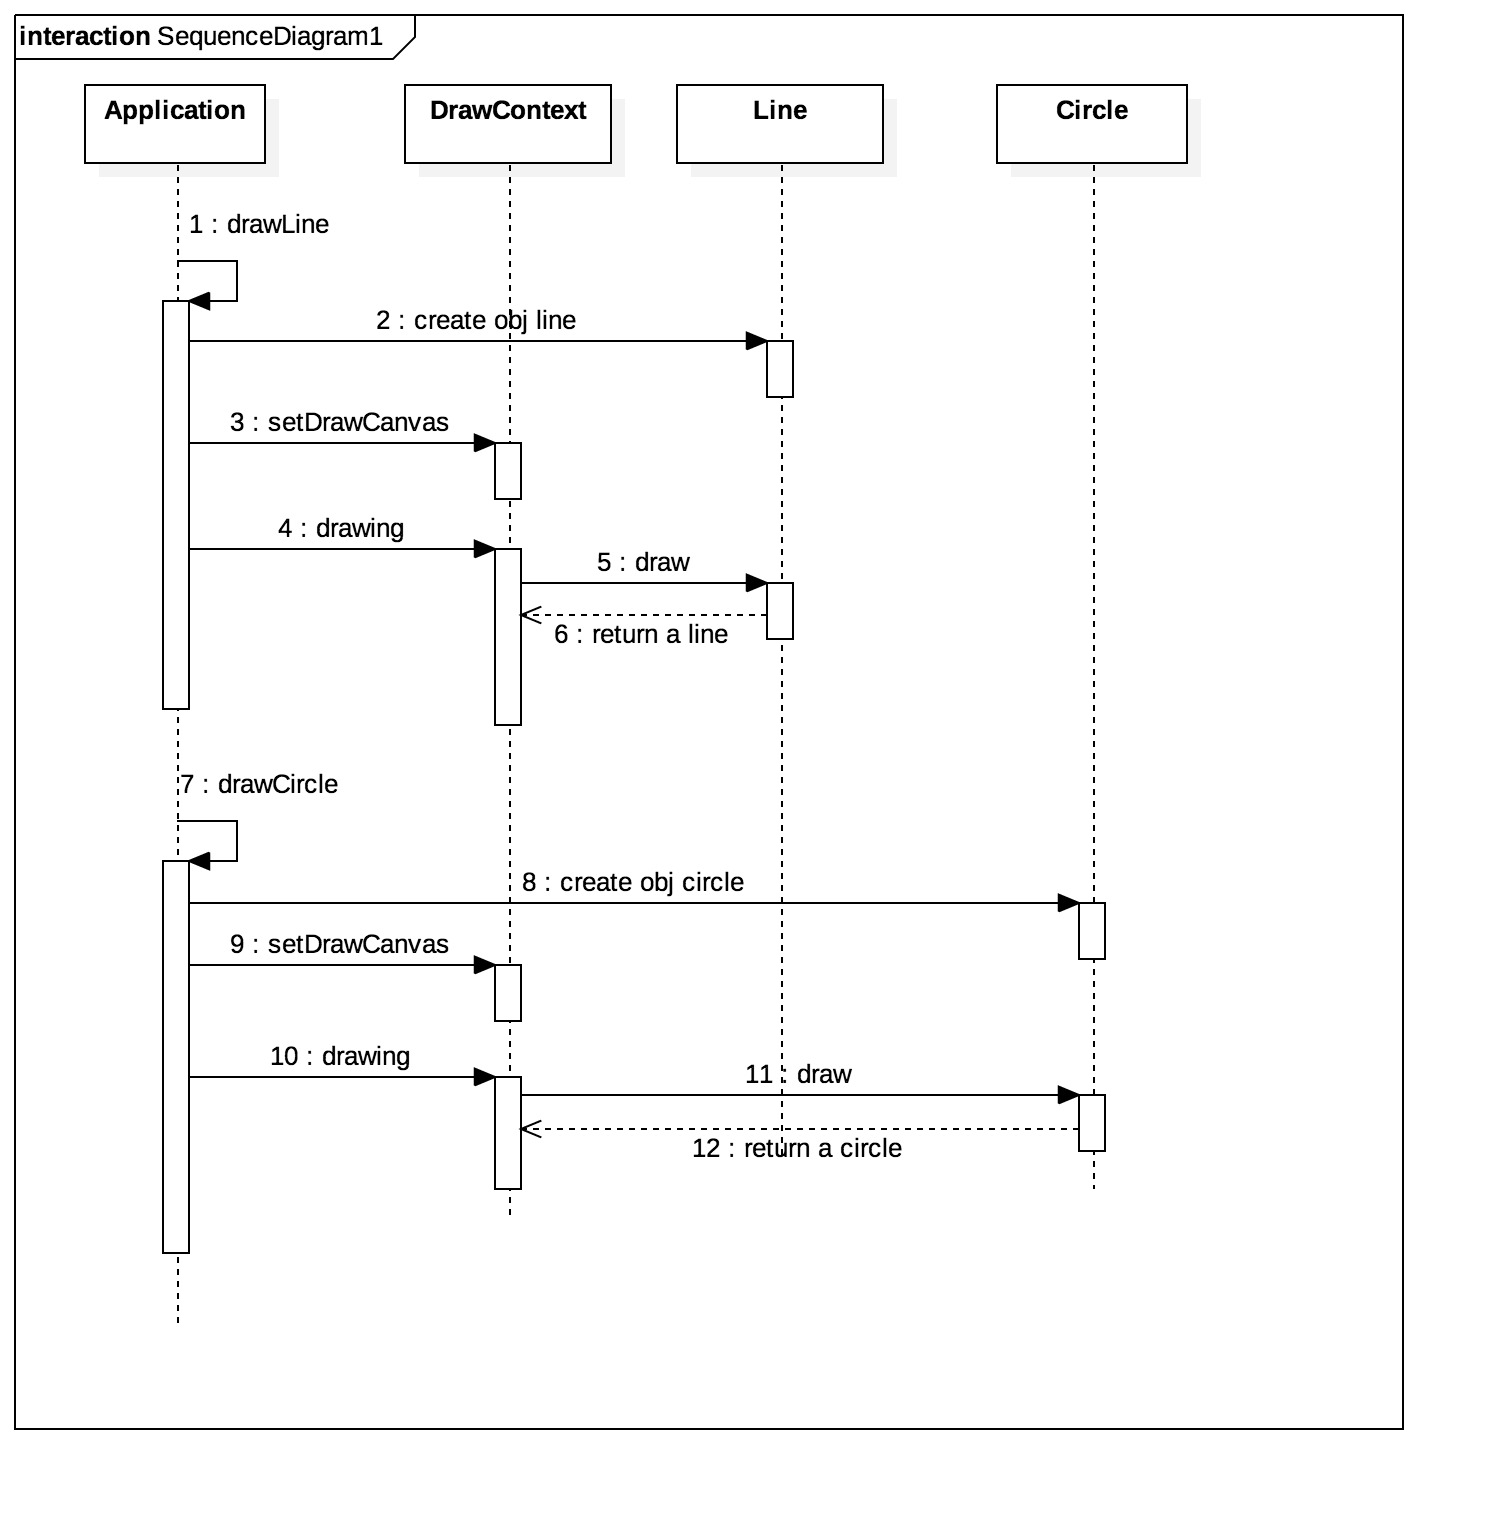 interaction SequenceDiagram1
Application
DrawContext
Line
Circle
1 : drawLine
2 : create obj line
3 : setDrawCanvas
4 : drawing
5 : draw
6 : return a line
7 : drawCircle
8 : create obj circle
9 : setDrawCanvas
10 : drawing
11 : draw
12 : return a circle